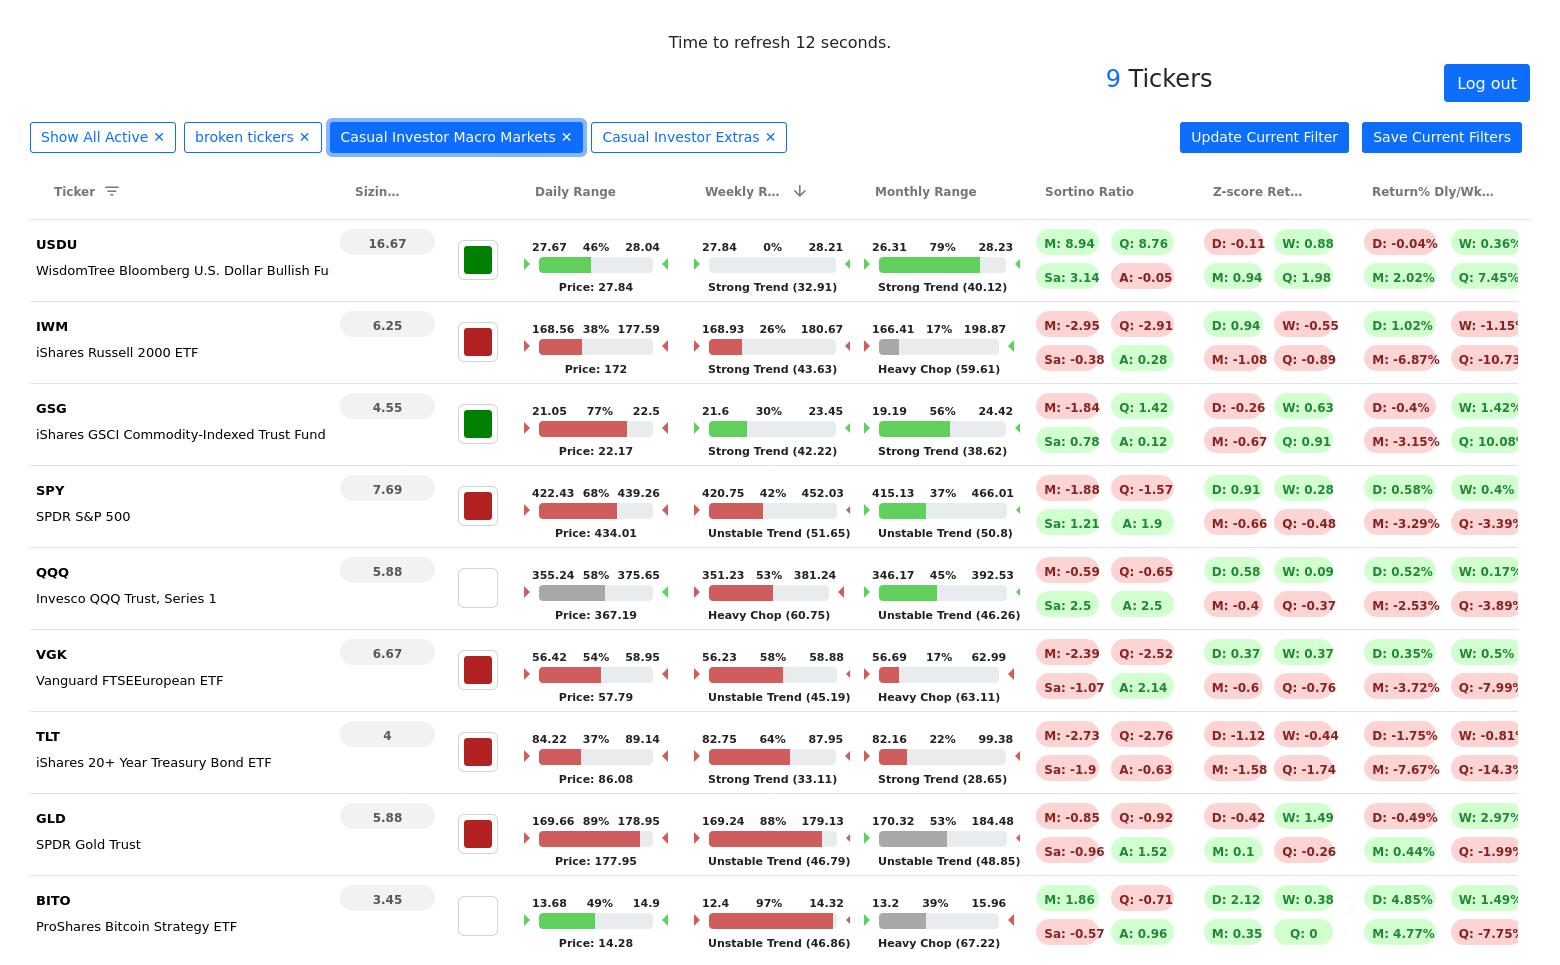 Time to refresh 12 seconds.
9 Tickers
Log out
Show All Active ✕ broken tickers ✕ Casual Investor Macro Markets ✕ Casual Investor Extras ✕ Update Current Filter Save Current Filters
Ticker Sizin… Daily Range Weekly R… Monthly Range Sortino Ratio Z-score Ret… Return% Dly/Wk…
USDU 16.67 M: 8.94 Q: 8.76 D: -0.11 W: 0.88 D: -0.04% W: 0.36%
27.67 46% 28.04 27.84 0% 28.21 26.31 79% 28.23
WisdomTree Bloomberg U.S. Dollar Bullish Fu Sa: 3.14 A: -0.05 M: 0.94 Q: 1.98 M: 2.02% Q: 7.45%
Price: 27.84 Strong Trend (32.91) Strong Trend (40.12)
IWM 6.25 M: -2.95 Q: -2.91 D: 0.94 W: -0.55 D: 1.02% W: -1.15%
168.56 38% 177.59 168.93 26% 180.67 166.41 17% 198.87
iShares Russell 2000 ETF Sa: -0.38 A: 0.28 M: -1.08 Q: -0.89 M: -6.87% Q: -10.73
Price: 172 Strong Trend (43.63) Heavy Chop (59.61)
GSG 4.55 M: -1.84 Q: 1.42 D: -0.26 W: 0.63 D: -0.4% W: 1.42%
21.05 77% 22.5 21.6 30% 23.45 19.19 56% 24.42
iShares GSCI Commodity-Indexed Trust Fund Sa: 0.78 A: 0.12 M: -0.67 Q: 0.91 M: -3.15% Q: 10.08%
Price: 22.17 Strong Trend (42.22) Strong Trend (38.62)
SPY 7.69 M: -1.88 Q: -1.57 D: 0.91 W: 0.28 D: 0.58% W: 0.4%
422.43 68% 439.26 420.75 42% 452.03 415.13 37% 466.01
SPDR S&P 500 Sa: 1.21 A: 1.9 M: -0.66 Q: -0.48 M: -3.29% Q: -3.39%
Price: 434.01 Unstable Trend (51.65) Unstable Trend (50.8)
QQQ 5.88 M: -0.59 Q: -0.65 D: 0.58 W: 0.09 D: 0.52% W: 0.17%
355.24 58% 375.65 351.23 53% 381.24 346.17 45% 392.53
Invesco QQQ Trust, Series 1 Sa: 2.5 A: 2.5 M: -0.4 Q: -0.37 M: -2.53% Q: -3.89%
Price: 367.19 Heavy Chop (60.75) Unstable Trend (46.26)
VGK 6.67 M: -2.39 Q: -2.52 D: 0.37 W: 0.37 D: 0.35% W: 0.5%
56.42 54% 58.95 56.23 58% 58.88 56.69 17% 62.99
Vanguard FTSEEuropean ETF Sa: -1.07 A: 2.14 M: -0.6 Q: -0.76 M: -3.72% Q: -7.99%
Price: 57.79 Unstable Trend (45.19) Heavy Chop (63.11)
TLT 4 M: -2.73 Q: -2.76 D: -1.12 W: -0.44 D: -1.75% W: -0.81%
84.22 37% 89.14 82.75 64% 87.95 82.16 22% 99.38
iShares 20+ Year Treasury Bond ETF Sa: -1.9 A: -0.63 M: -1.58 Q: -1.74 M: -7.67% Q: -14.3%
Price: 86.08 Strong Trend (33.11) Strong Trend (28.65)
GLD 5.88 M: -0.85 Q: -0.92 D: -0.42 W: 1.49 D: -0.49% W: 2.97%
169.66 89% 178.95 169.24 88% 179.13 170.32 53% 184.48
SPDR Gold Trust Sa: -0.96 A: 1.52 M: 0.1 Q: -0.26 M: 0.44% Q: -1.99%
Price: 177.95 Unstable Trend (46.79) Unstable Trend (48.85)
BITO 3.45 M: 1.86 Q: -0.71 D: 2.12 W: 0.38 D: 4.85% W: 1.49%
13.68 49% 14.9 12.4 97% 14.32 13.2 39% 15.96
ProShares Bitcoin Strategy ETF Sa: -0.57 A: 0.96 M: 0.35 Q: 0 M: 4.77% Q: -7.75%
Price: 14.28 Unstable Trend (46.86) Heavy Chop (67.22)